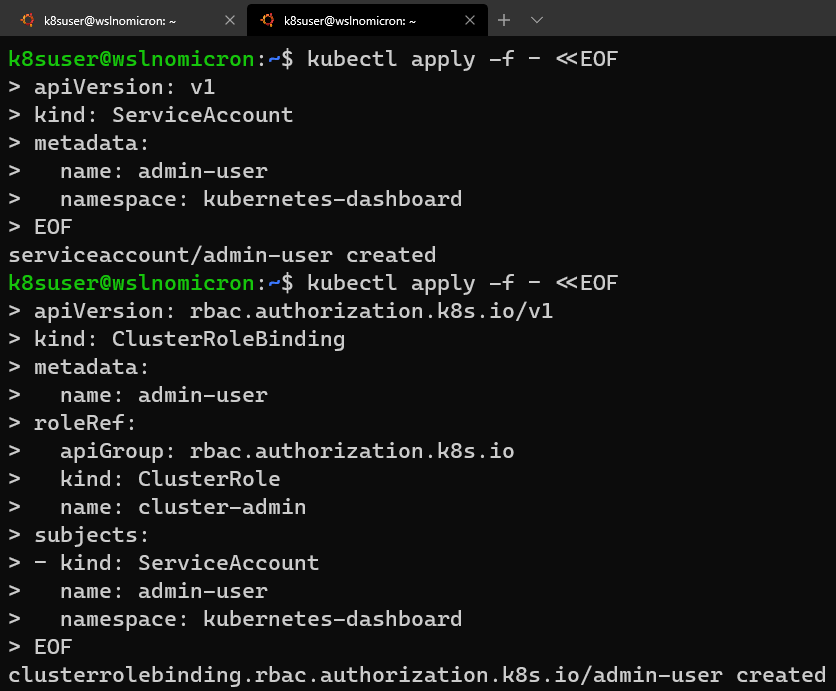 k8suser@wslnomicron: ~
k8suser@wslnomicron: ~
k8suser@wslnomicron:~$ kubectl apply -f - <<EOF
> apiVersion: v1
> kind: ServiceAccount
> metadata:
>   name: admin-user
>   namespace: kubernetes-dashboard
> EOF
serviceaccount/admin-user created
k8suser@wslnomicron:~$ kubectl apply -f - <<EOF
> apiVersion: rbac.authorization.k8s.io/v1
> kind: ClusterRoleBinding
> metadata:
>   name: admin-user
> roleRef:
>   apiGroup: rbac.authorization.k8s.io
>   kind: ClusterRole
>   name: cluster-admin
> subjects:
> - kind: ServiceAccount
>   name: admin-user
>   namespace: kubernetes-dashboard
> EOF
clusterrolebinding.rbac.authorization.k8s.io/admin-user created